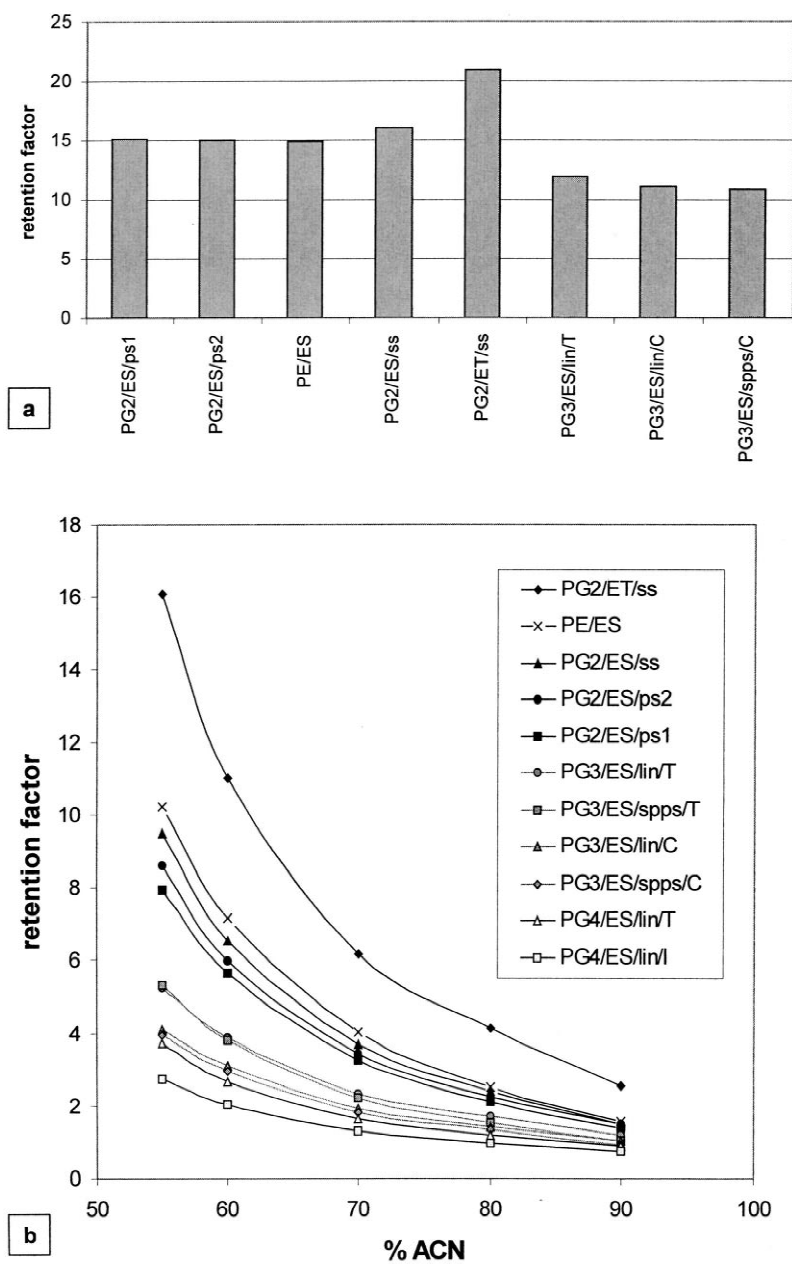 25
20
15
10
5
0
retention factor
PG2/ES/ps1
PG2/ES/ps2
PE/ES
PG2/ES/ss
PG2/ET/ss
PG3/ES/lin/T
PG3/ES/lin/C
PG3/ES/spps/C
a
18
16
14
12
10
8
6
4
2
0
retention factor
PG2/ET/ss
PE/ES
PG2/ES/ss
PG2/ES/ps2
PG2/ES/ps1
PG3/ES/lin/T
PG3/ES/spps/T
PG3/ES/lin/C
PG3/ES/spps/C
PG4/ES/lin/T
PG4/ES/lin/I
50 60 70 80 90 100
% ACN
b